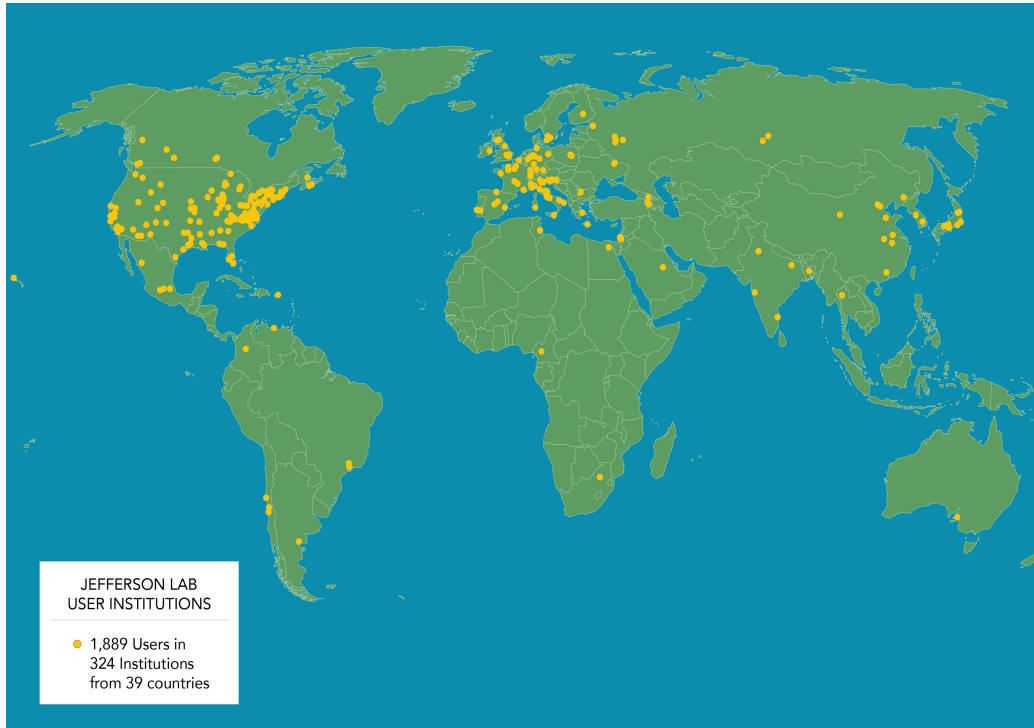 JEFFERSON LAB
USER INSTITUTIONS
1,889 Users in
324 Institutions
from 39 countries